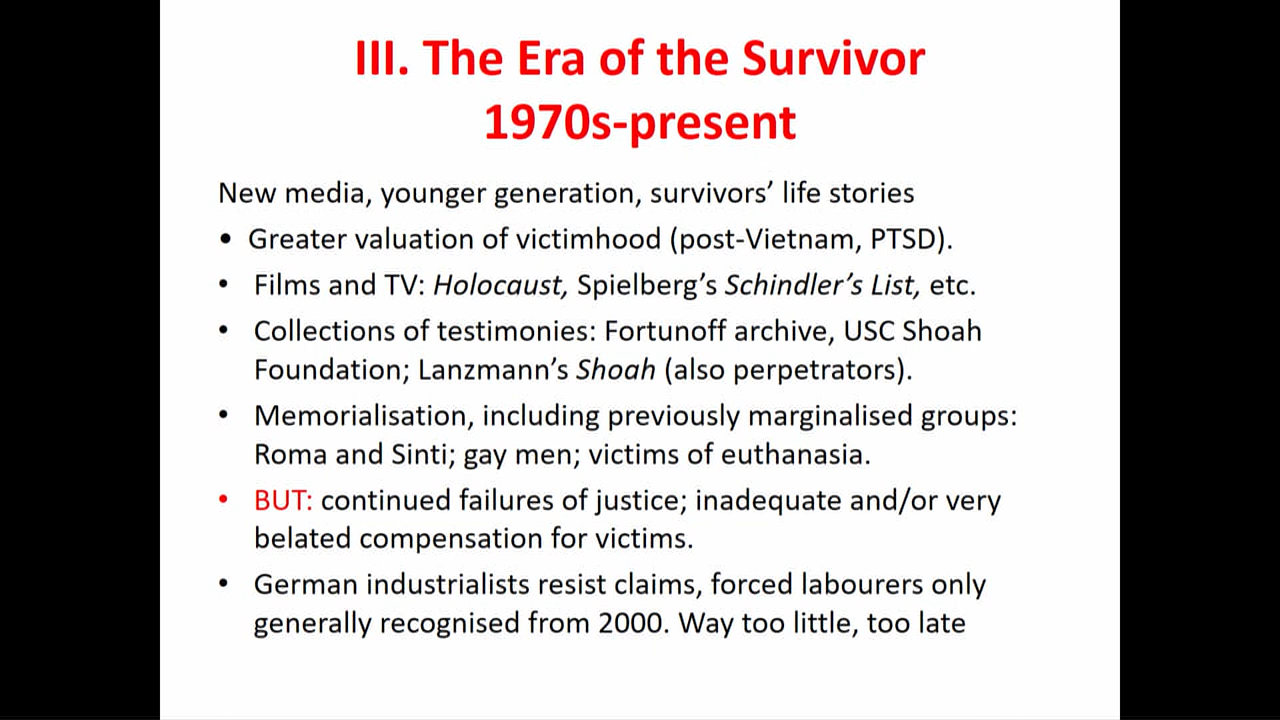 III. The Era of the Survivor
1970s-present
New media, younger generation, survivors’ life stories
• Greater valuation of victimhood (post-Vietnam, PTSD).
• Films and TV: Holocaust, Spielberg’s Schindler’s List, etc.
• Collections of testimonies: Fortunoff archive, USC Shoah
Foundation; Lanzmann’s Shoah (also perpetrators).
• Memorialisation, including previously marginalised groups:
Roma and Sinti; gay men; victims of euthanasia.
• BUT: continued failures of justice; inadequate and/or very
belated compensation for victims.
• German industrialists resist claims, forced labourers only
generally recognised from 2000. Way too little, too late